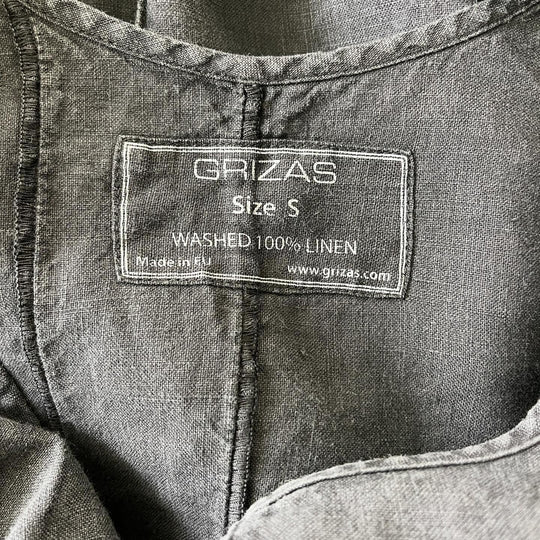 GRIZAS
Size S
WASHED 100% LINEN
Made in EU www.grizas.com